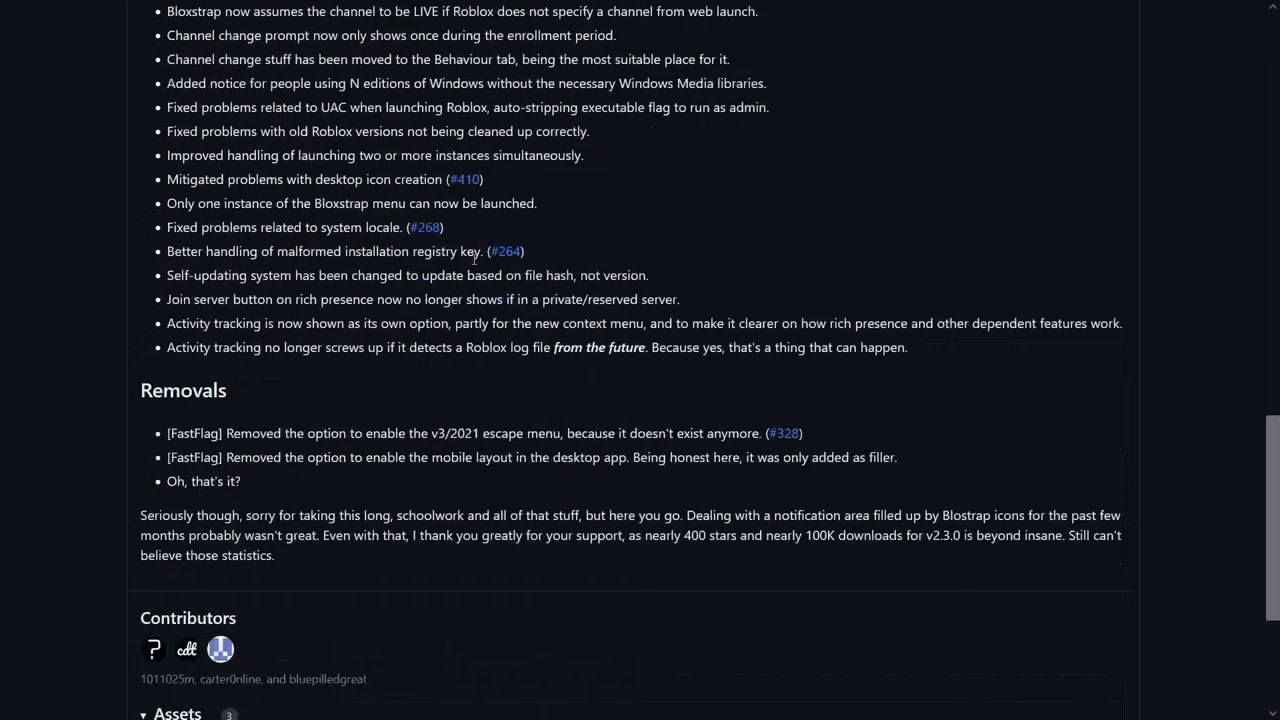 • Bloxstrap now assumes the channel to be LIVE if Roblox does not specify a channel from web launch.
• Channel change prompt now only shows once during the enrollment period.
• Channel change stuff has been moved to the Behaviour tab, being the most suitable place for it.
• Added notice for people using N editions of Windows without the necessary Windows Media libraries.
• Fixed problems related to UAC when launching Roblox, auto-stripping executable flag to run as admin.
• Fixed problems with old Roblox versions not being cleaned up correctly.
• Improved handling of launching two or more instances simultaneously.
• Mitigated problems with desktop icon creation (#410)
• Only one instance of the Bloxstrap menu can now be launched.
• Fixed problems related to system locale. (#268)
• Better handling of malformed installation registry key. (#264)
• Self-updating system has been changed to update based on file hash, not version.
• Join server button on rich presence now no longer shows if in a private/reserved server.
• Activity tracking is now shown as its own option, partly for the new context menu, and to make it clearer on how rich presence and other dependent features work.
• Activity tracking no longer screws up if it detects a Roblox log file from the future. Because yes, that's a thing that can happen.
Removals
• [FastFlag] Removed the option to enable the v3/2021 escape menu, because it doesn't exist anymore. (#328)
• [FastFlag] Removed the option to enable the mobile layout in the desktop app. Being honest here, it was only added as filler.
• Oh, that's it?
Seriously though, sorry for taking this long, schoolwork and all of that stuff, but here you go. Dealing with a notification area filled up by Blostrap icons for the past few
months probably wasn't great. Even with that, I thank you greatly for your support, as nearly 400 stars and nearly 100K downloads for v2.3.0 is beyond insane. Still can't
believe those statistics.
Contributors
? cdt
1011025m, carter0nline, and bluepilledgreat
▾ Assets 3